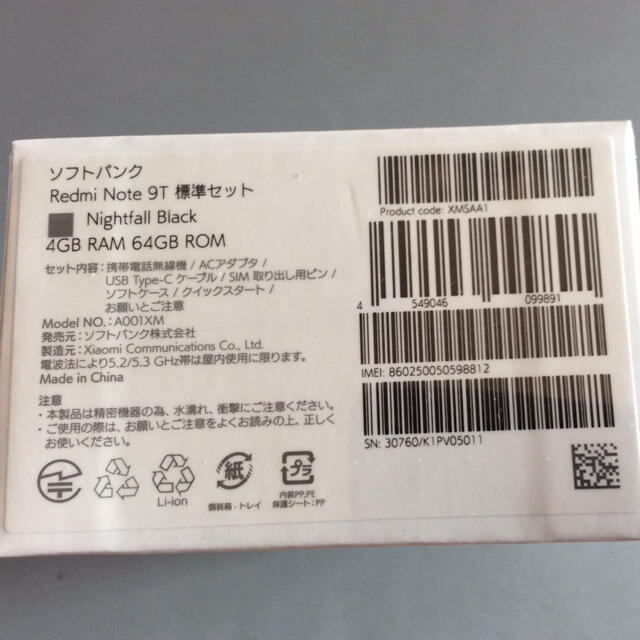 ソフトバンク
Redmi Note 9T 標準セット
Nightfall Black
4GB RAM 64GB ROM
セット内容：携帯電話無線機 / ACアダプタ /
USB Type-C ケーブル / SIM 取り出し用ピン /
ソフトケース / クイックスタート /
お願いとご注意
Model NO.: A001XM
発売元：ソフトバンク株式会社
製造元：Xiaomi Communications Co., Ltd.
電波法により5.2/5.3 GHz帯は屋内使用に限ります。
Made in China
注意
・本製品は精密機器の為、水濡れ、衝撃にご注意ください。
・ご使用の際は、お願いとご注意をよくお読みの上、正しく
お使いください。
Li-ion
紙
個装箱・トレイ
プラ
内装PP,PE
保護シート：PP
Product code: XMSAA1
4 549046 099891
IMEI: 860250050598812
SN: 30760/K1PV05011